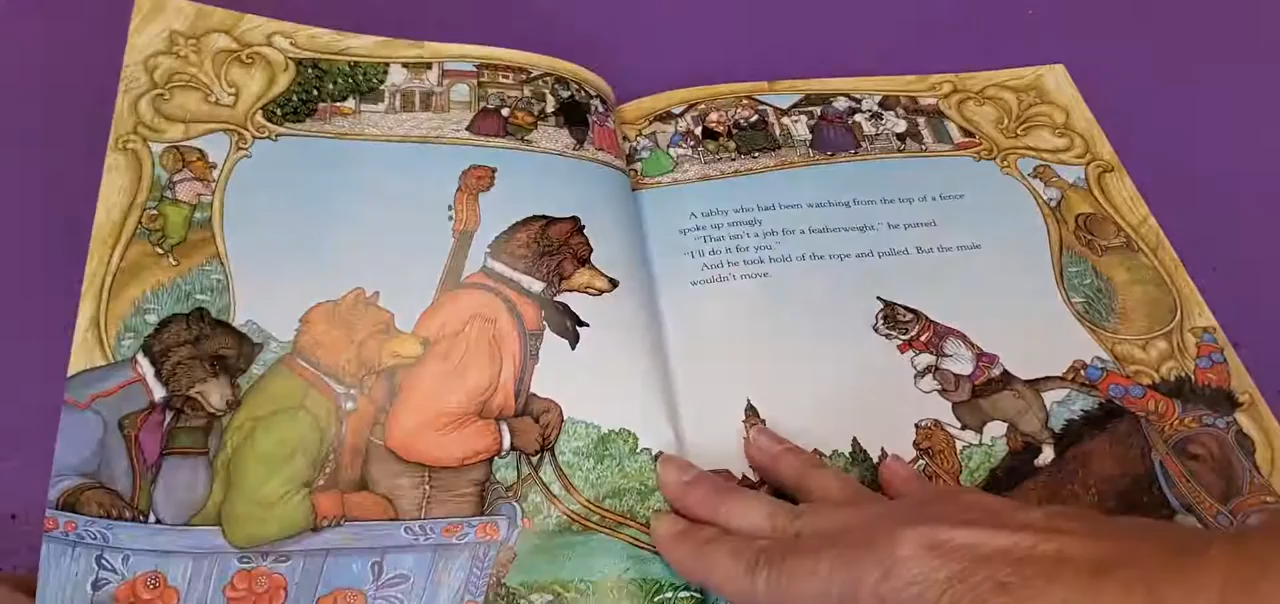 A tabby who had been watching from the top of a fence
spoke up smugly.
"That isn't a job for a featherweight," he purred.
"I'll do it for you."
And he took hold of the rope and pulled. But the mule
wouldn't move.